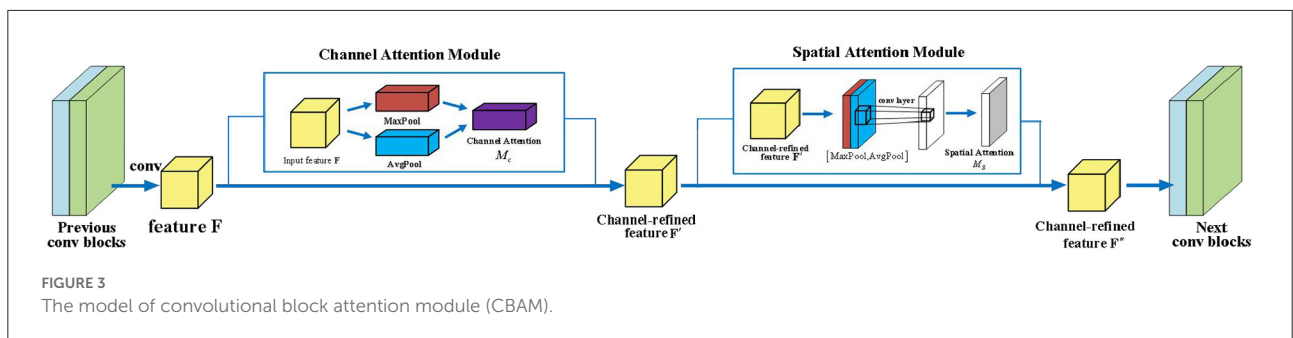 Channel Attention Module
Spatial Attention Module
conv
Previous
conv blocks
feature F
Input feature F
MaxPool
AvgPool
Channel Attention
M_c
Channel-refined
feature F′
Channel-refined
feature F′
conv layer
[MaxPool,AvgPool]
Spatial Attention
M_S
Channel-refined
feature F″
Next
conv blocks
FIGURE 3
The model of convolutional block attention module (CBAM).